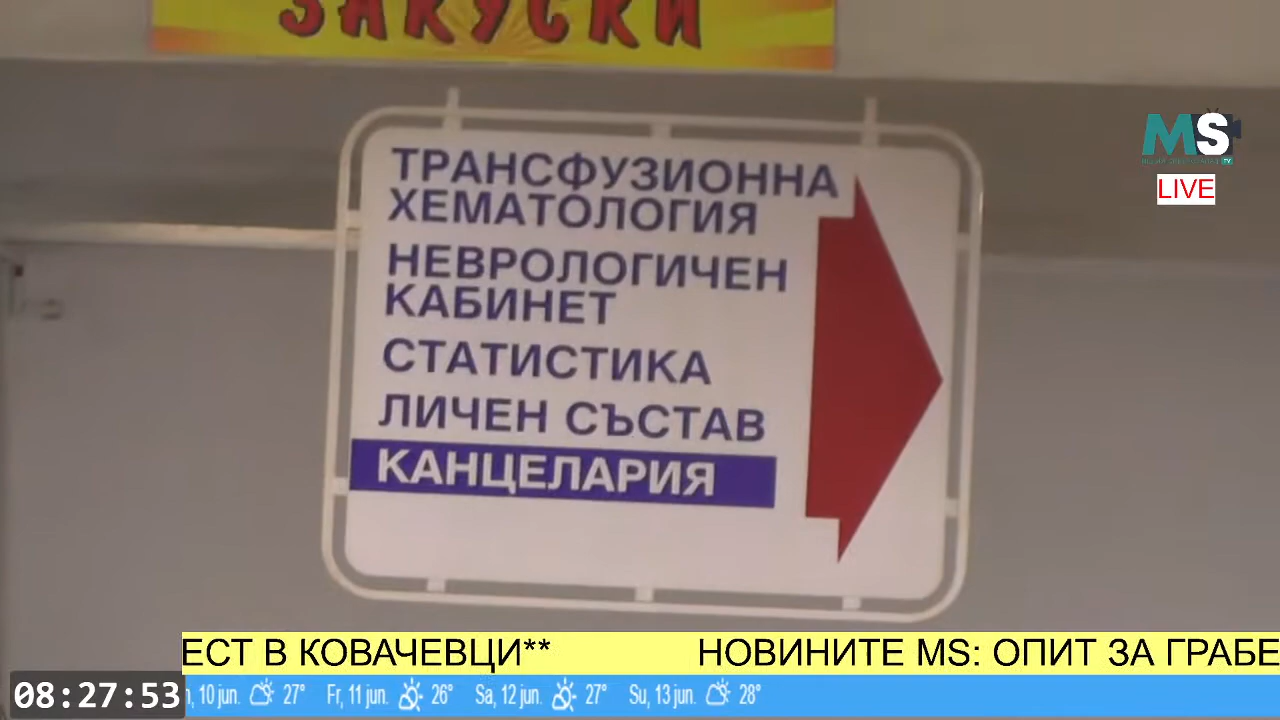 ЗАКУСКИ
ТРАНСФУЗИОННА
ХЕМАТОЛОГИЯ
НЕВРОЛОГИЧЕН
КАБИНЕТ
СТАТИСТИКА
ЛИЧЕН СЪСТАВ
КАНЦЕЛАРИЯ
MS
TV
LIVE
ЕСТ В КОВАЧЕВЦИ** НОВИНИТЕ MS: ОПИТ ЗА ГРАБЕ
08:27:53 10 jun. 27° Fr, 11 jun. 26° Sa, 12 jun. 27° Su, 13 jun. 28°